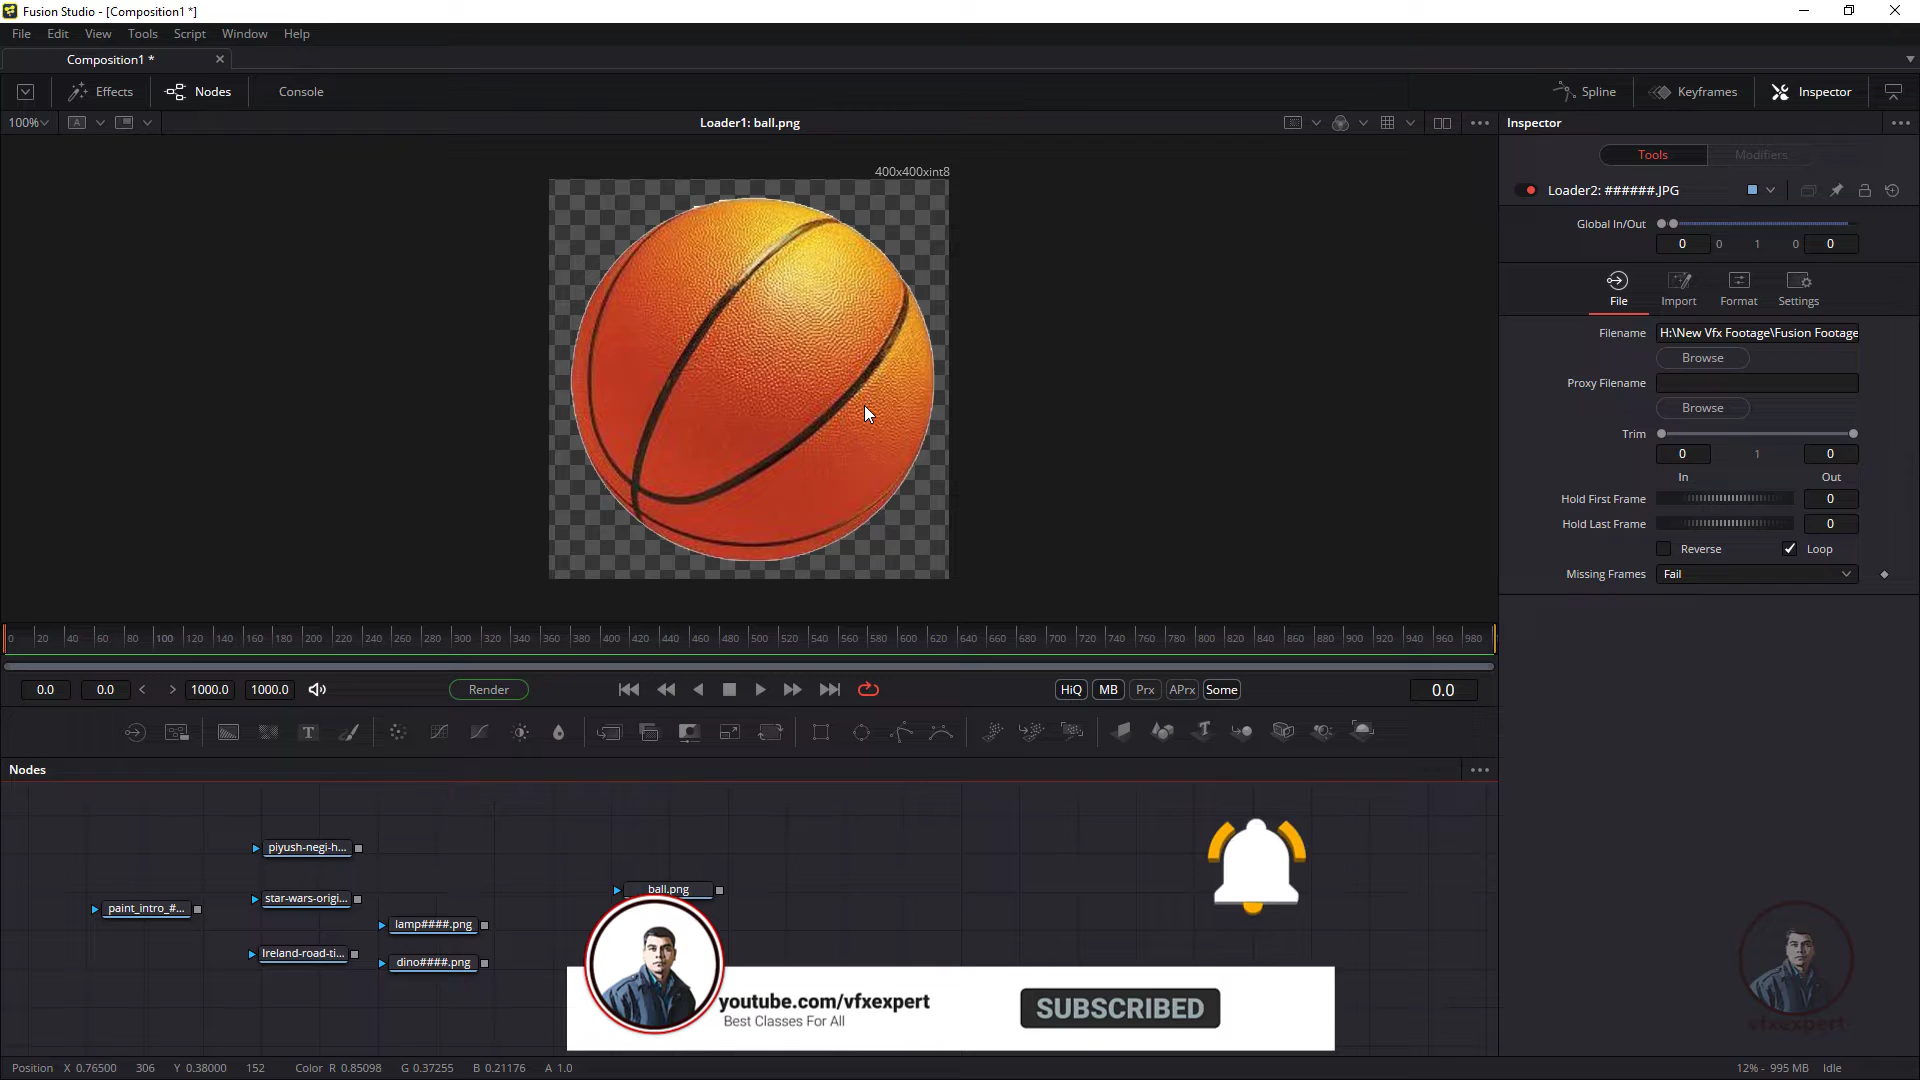 Fusion Studio - [Composition1 *]
File Edit View Tools Script Window Help
Composition1 *
Effects Nodes Console Spline Keyframes Inspector
100% A Loader1: ball.png Inspector
400x400xint8
Tools Modifiers
Loader2: ######.JPG
Global In/Out
0 0 1 0 0
File Import Format Settings
Filename H:\New Vfx Footage\Fusion Footage
Browse
Proxy Filename
Browse
Trim
0 1 0
In Out
Hold First Frame 0
Hold Last Frame 0
Reverse Loop
Missing Frames Fail
0 20 40 60 80 100 120 140 160 180 200 220 240 260 280 300 320 340 360 380 400 420 440 460 480 500 520 540 560 580 600 620 640 660 680 700 720 740 760 780 800 820 840 860 880 900 920 940 960 980
0.0 0.0 1000.0 1000.0 Render HiQ MB Prx APrx Some 0.0
T T
Nodes
piyush-negi-h...
ball.png
star-wars-origi...
paint_intro_#...
lamp####.png
Ireland-road-ti...
dino####.png
youtube.com/vfxexpert
Best Classes For All
SUBSCRIBED
vfxexpert
Position X 0.76500 306 Y 0.38000 152 Color R 0.85098 G 0.37255 B 0.21176 A 1.0 12% - 995 MB Idle